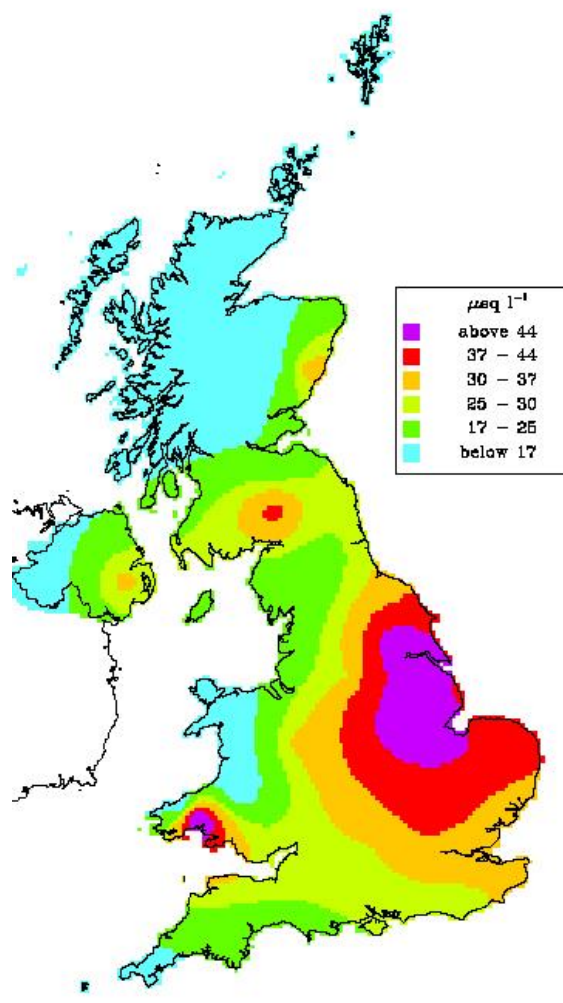 μeq l⁻¹
above 44
37 – 44
30 – 37
25 – 30
17 – 25
below 17